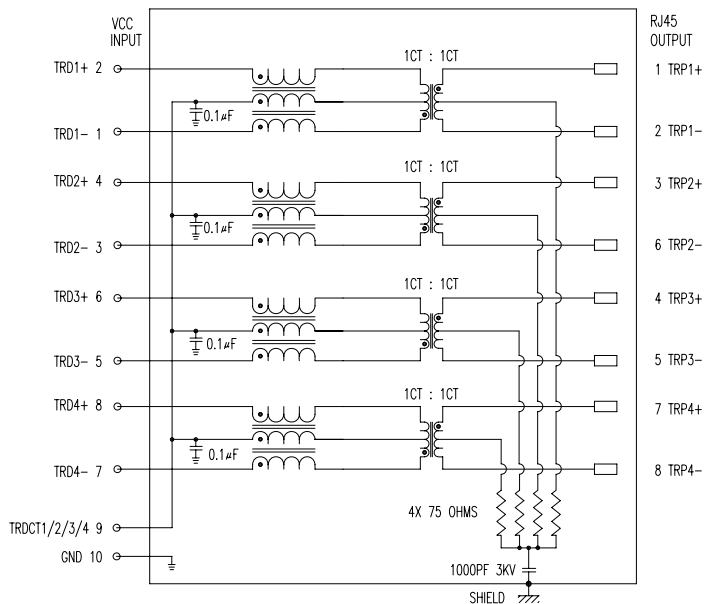 VCC
INPUT
RJ45
OUTPUT
1CT : 1CT
TRD1+ 2
1 TRP1+
0.1µF
TRD1- 1
2 TRP1-
1CT : 1CT
TRD2+ 4
3 TRP2+
0.1µF
TRD2- 3
6 TRP2-
1CT : 1CT
TRD3+ 6
4 TRP3+
0.1µF
TRD3- 5
5 TRP3-
1CT : 1CT
TRD4+ 8
7 TRP4+
0.1µF
TRD4- 7
8 TRP4-
4X 75 OHMS
TRDCT1/2/3/4 9
GND 10
1000PF 3KV
SHIELD